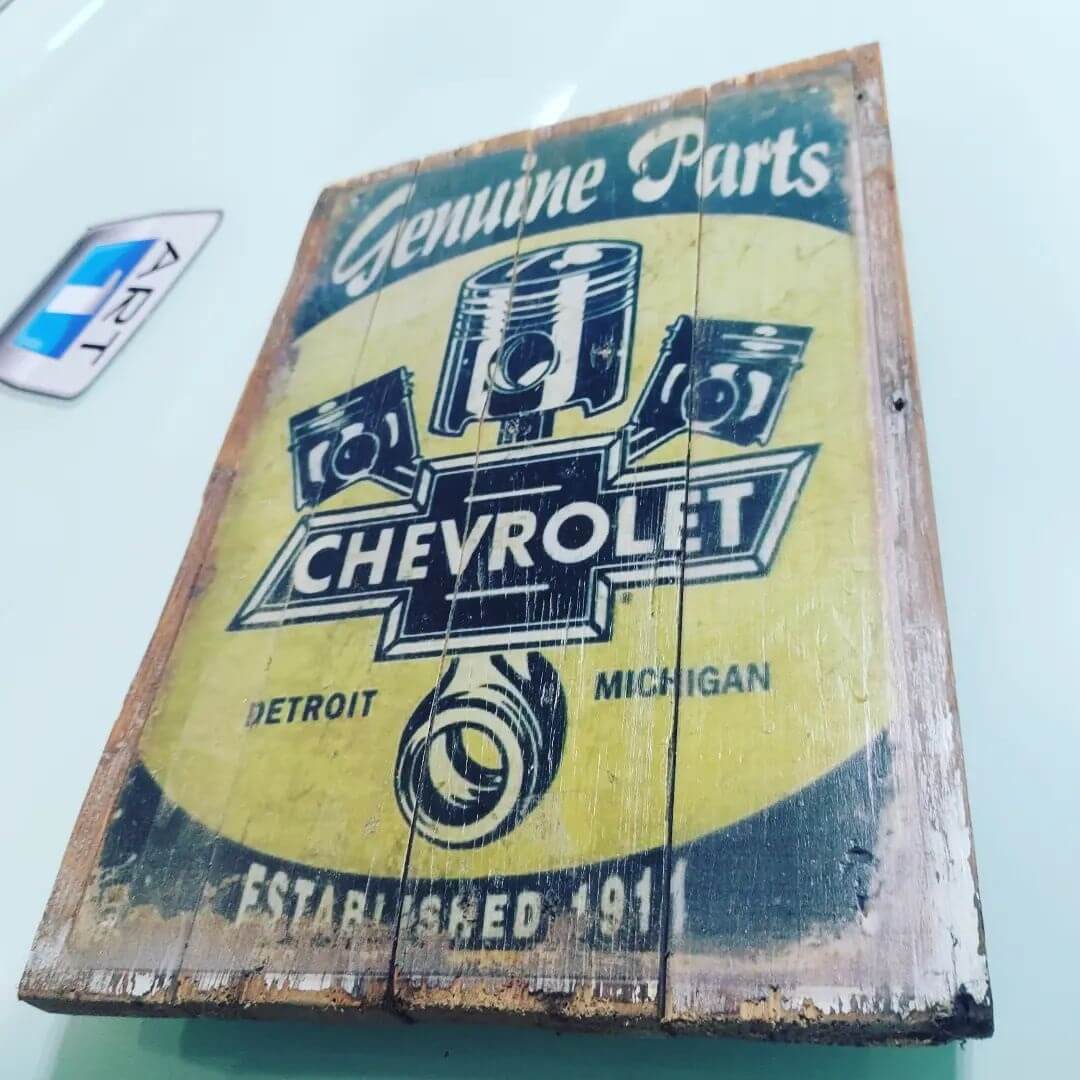 ART
Genuine Parts
CHEVROLET
DETROIT MICHIGAN
ESTABLISHED 1911